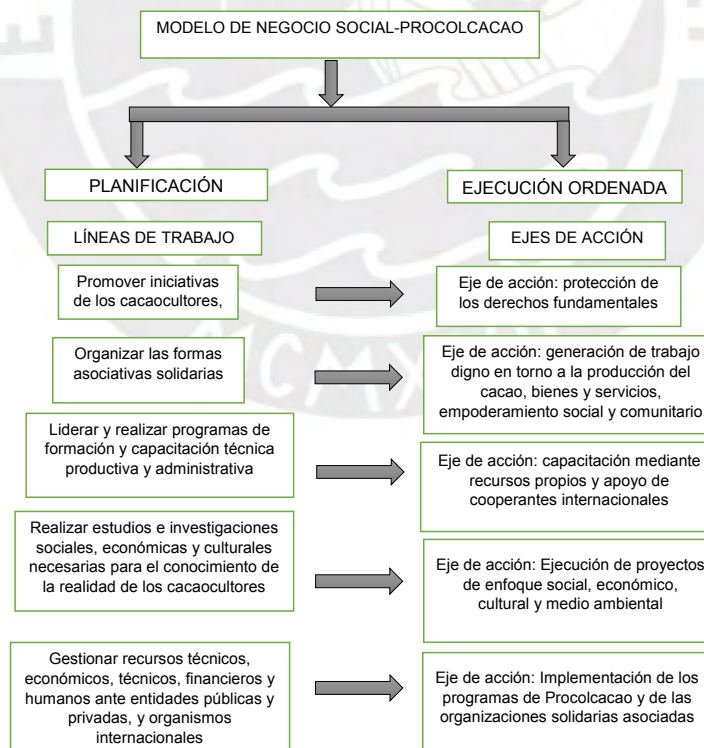 MODELO DE NEGOCIO SOCIAL-PROCOLCACAO
PLANIFICACIÓN
EJECUCIÓN ORDENADA
LÍNEAS DE TRABAJO
EJES DE ACCIÓN
Promover iniciativas
de los cacaocultores,
Eje de acción: protección de
los derechos fundamentales
Organizar las formas
asociativas solidarias
Eje de acción: generación de trabajo
digno en torno a la producción del
cacao, bienes y servicios,
empoderamiento social y comunitario
Liderar y realizar programas de
formación y capacitación técnica
productiva y administrativa
Eje de acción: capacitación mediante
recursos propios y apoyo de
cooperantes internacionales
Realizar estudios e investigaciones
sociales, económicas y culturales
necesarias para el conocimiento de
la realidad de los cacaocultores
Eje de acción: Ejecución de proyectos
de enfoque social, económico,
cultural y medio ambiental
Gestionar recursos técnicos,
económicos, técnicos, financieros y
humanos ante entidades públicas y
privadas, y organismos
internacionales
Eje de acción: Implementación de los
programas de Procolcacao y de las
organizaciones solidarias asociadas